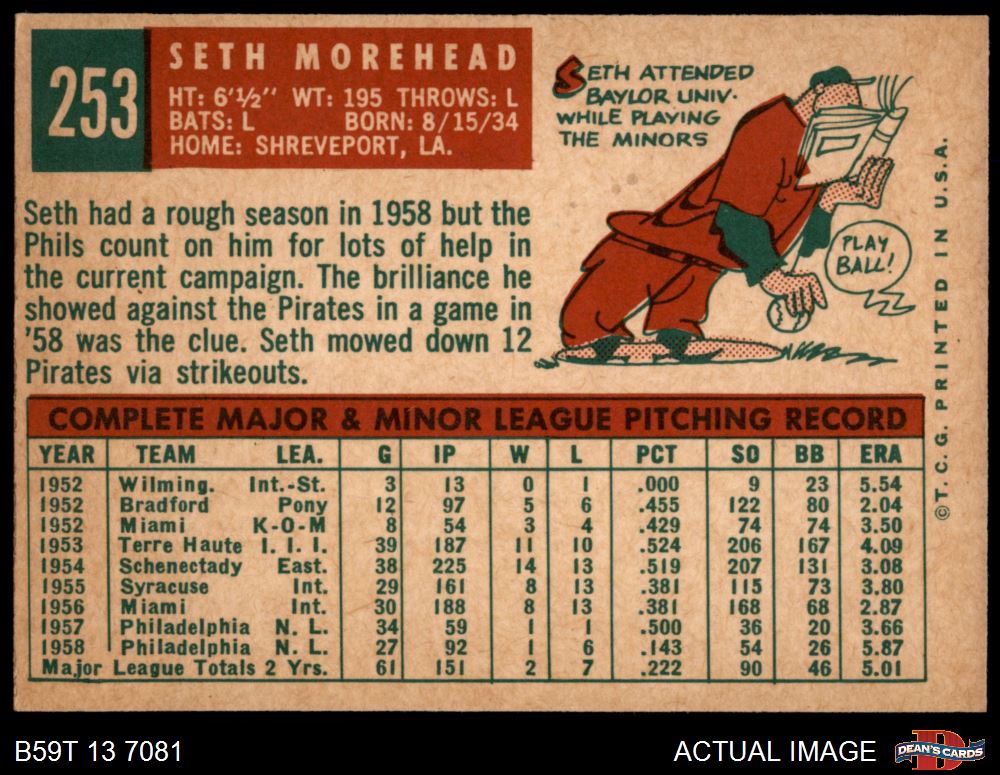 253
SETH MOREHEAD
HT: 6'½" WT: 195 THROWS: L
BATS: L BORN: 8/15/34
HOME: SHREVEPORT, LA.
SETH ATTENDED
BAYLOR UNIV.
WHILE PLAYING
THE MINORS
PLAY
BALL!
Seth had a rough season in 1958 but the
Phils count on him for lots of help in
the current campaign. The brilliance he
showed against the Pirates in a game in
'58 was the clue. Seth mowed down 12
Pirates via strikeouts.
COMPLETE MAJOR & MINOR LEAGUE PITCHING RECORD
YEAR TEAM LEA. G IP W L PCT SO BB ERA
1952 Wilming. Int.-St. 3 13 0 1 .000 9 23 5.54
1952 Bradford Pony 12 97 5 6 .455 122 80 2.04
1952 Miami K-O-M 8 54 3 4 .429 74 74 3.50
1953 Terre Haute I. I. I. 39 187 11 10 .524 206 167 4.09
1954 Schenectady East. 38 225 14 13 .519 207 131 3.08
1955 Syracuse Int. 29 161 8 13 .381 115 73 3.80
1956 Miami Int. 30 188 8 13 .381 168 68 2.87
1957 Philadelphia N. L. 34 59 1 1 .500 36 20 3.66
1958 Philadelphia N. L. 27 92 1 6 .143 54 26 5.87
Major League Totals 2 Yrs. 61 151 2 7 .222 90 46 5.01
©T. C. G. PRINTED IN U.S.A.
B59T 13 7081
ACTUAL IMAGE
DEAN'S CARDS